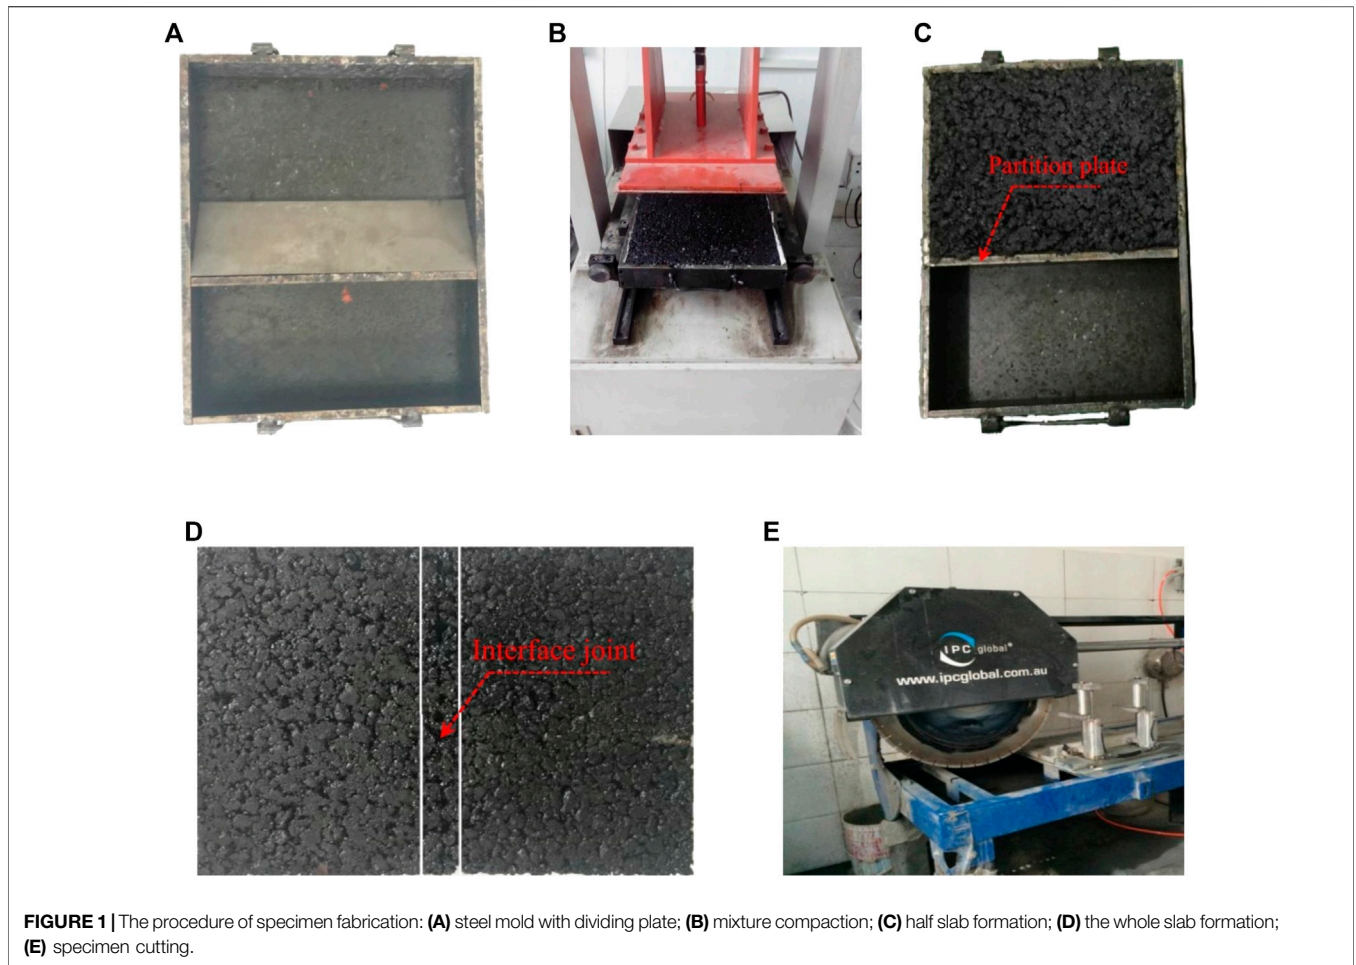 A
B
C
Partition plate
D
E
Interface joint
IPC global®
www.ipcglobal.com.au
FIGURE 1 | The procedure of specimen fabrication: (A) steel mold with dividing plate; (B) mixture compaction; (C) half slab formation; (D) the whole slab formation;
(E) specimen cutting.